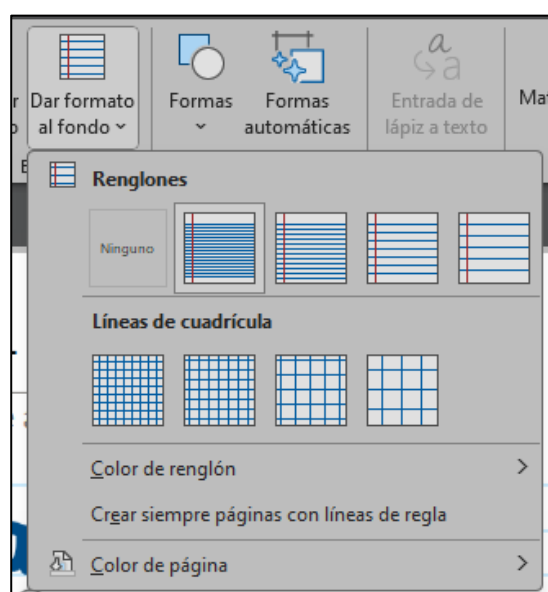 Dar formato
al fondo
Formas
Formas
automáticas
Entrada de
lápiz a texto
Mat
Renglones
Ninguno
Líneas de cuadrícula
Color de renglón
Crear siempre páginas con líneas de regla
Color de página